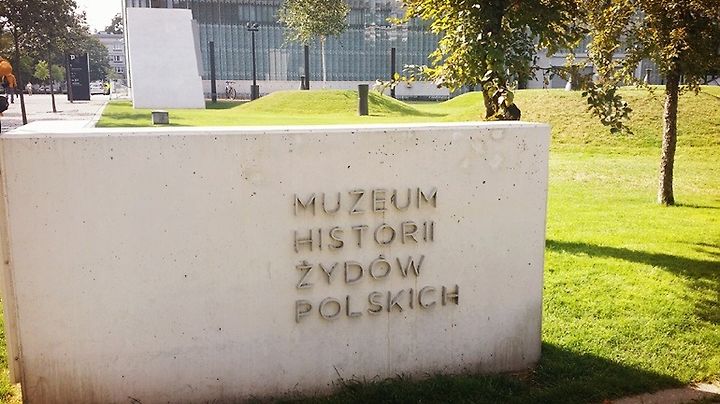 MUZEUM
HISTORII
ŻYDÓW
POLSKICH